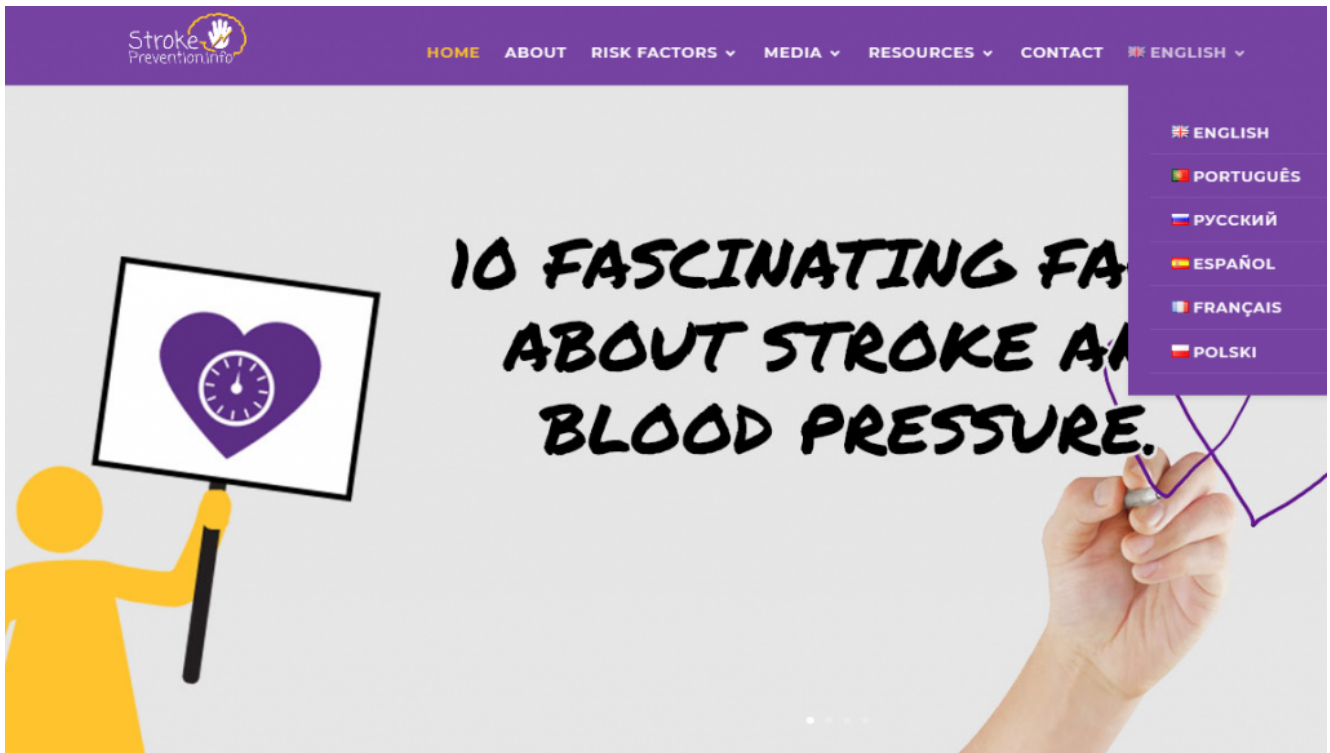 Stroke
Prevention.info
HOME ABOUT RISK FACTORS MEDIA RESOURCES CONTACT ENGLISH
ENGLISH
PORTUGUÊS
РУССКИЙ
ESPAÑOL
FRANÇAIS
POLSKI
10 FASCINATING
ABOUT STROKE
BLOOD PRESSURE.